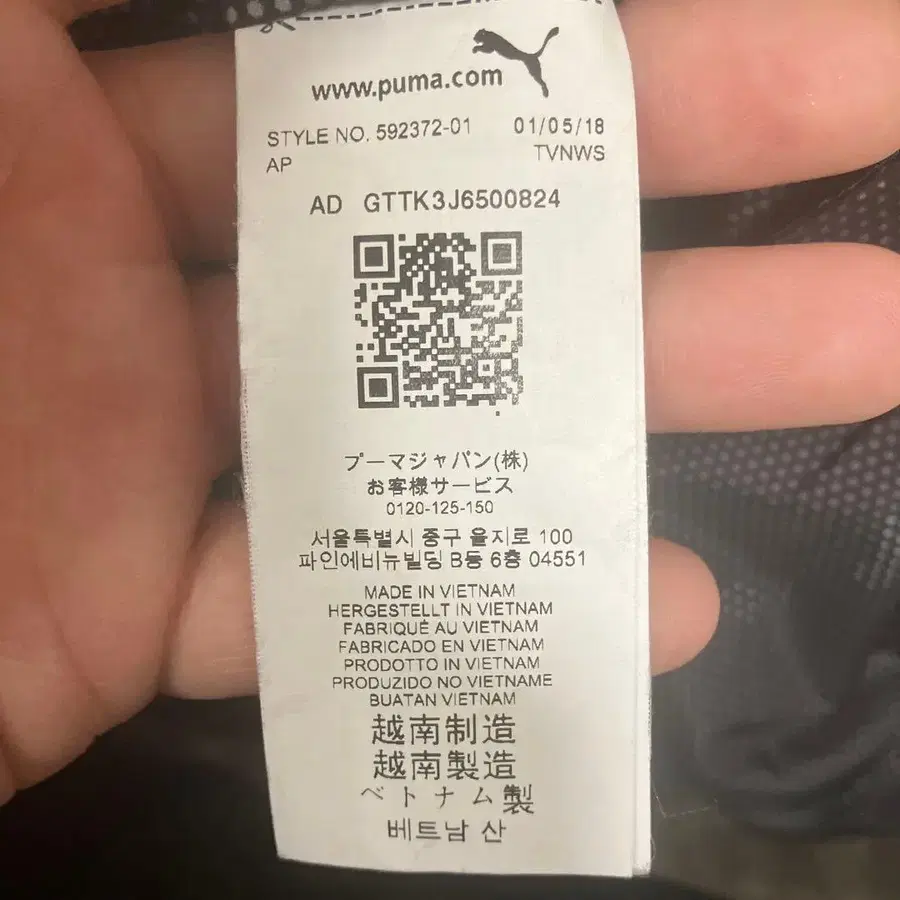 www.puma.com
STYLE NO. 592372-01 01/05/18
AP TVNWS
AD GTTK3J6500824
プーマジャパン(株)
お客様サービス
0120-125-150
서울특별시 중구 을지로 100
파인에비뉴빌딩 B동 6층 04551
MADE IN VIETNAM
HERGESTELLT IN VIETNAM
FABRIQUÉ AU VIETNAM
FABRICADO EN VIETNAM
PRODOTTO IN VIETNAM
PRODUZIDO NO VIETNAME
BUATAN VIETNAM
越南制造
越南製造
ベトナム製
베트남 산